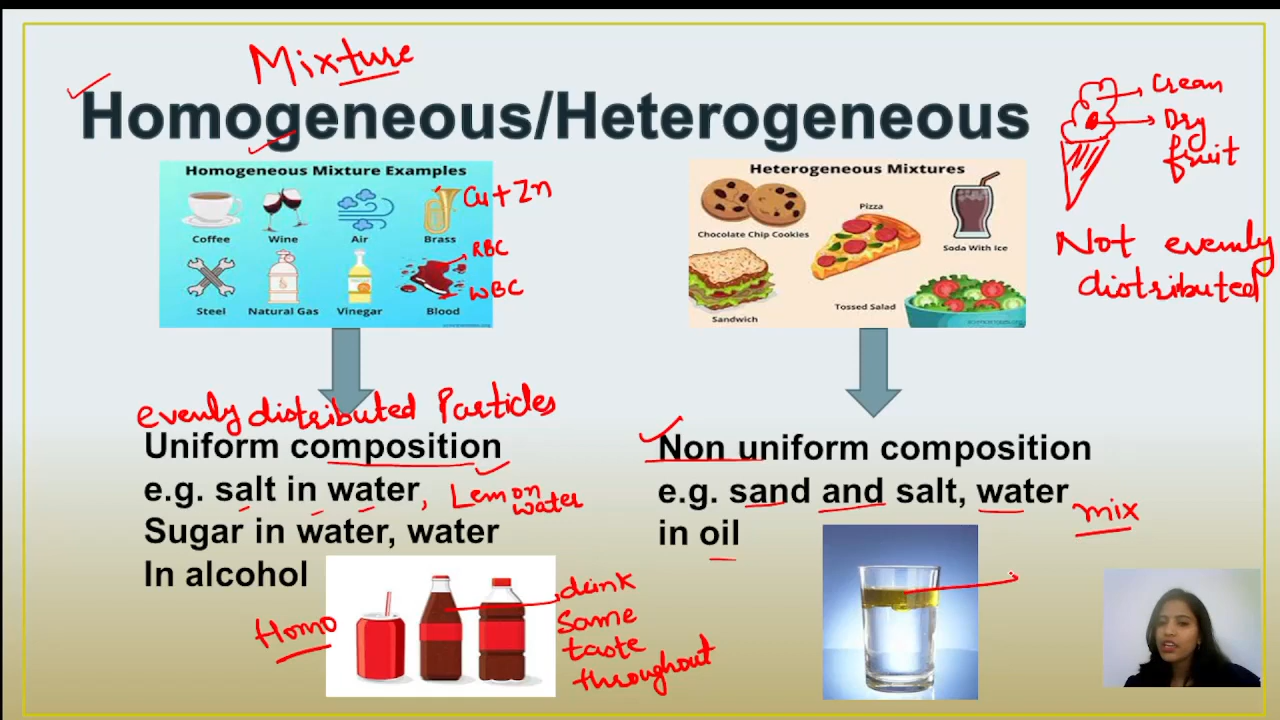 Mixture
Homogeneous/Heterogeneous
Cream
Dry
fruit
Not evenly
distributed
Homogeneous Mixture Examples
Coffee
Wine
Air
Brass
Cu + Zn
RBC
WBC
Steel
Natural Gas
Vinegar
Blood
Heterogeneous Mixtures
Chocolate Chip Cookies
Pizza
Soda With Ice
Sandwich
Tossed Salad
evenly distributed Particles
Uniform composition
e.g. salt in water, Lemon
water
Sugar in water, water
In alcohol
Homo
drink
Same
taste
throughout
Non uniform composition
e.g. sand and salt, water
in oil
mix